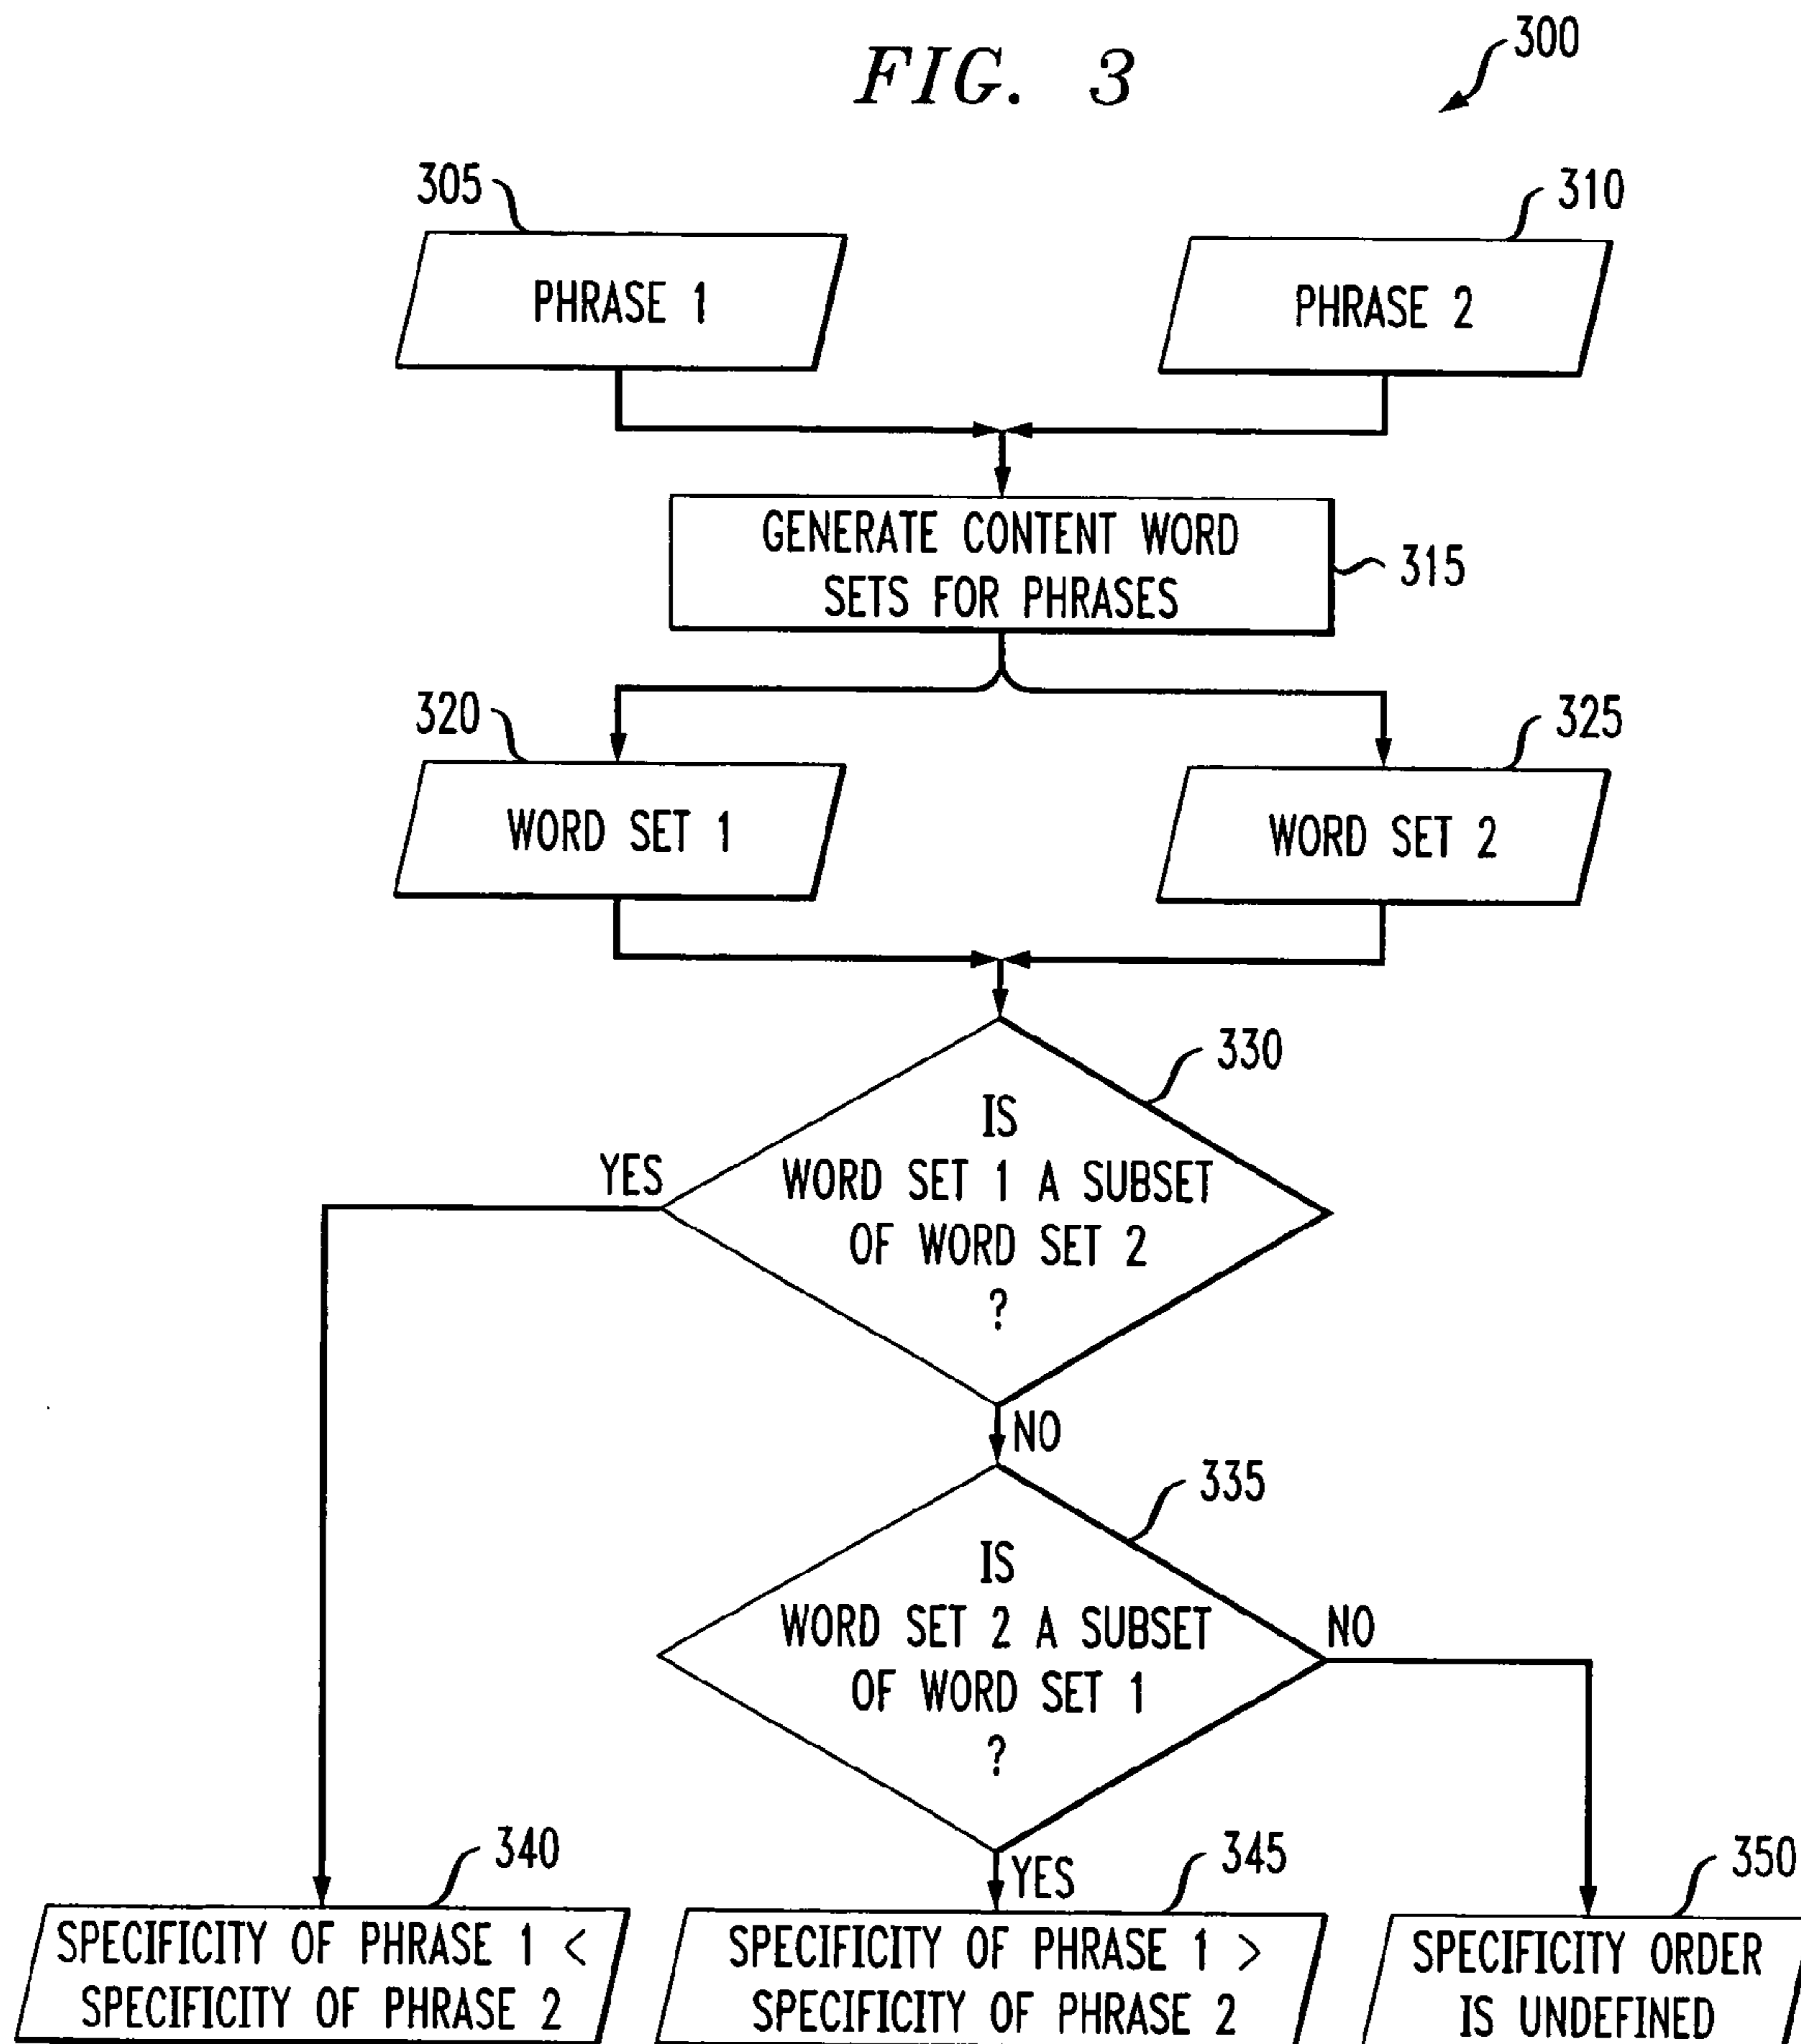 FIG. 3
300
305
310
PHRASE 1
PHRASE 2
GENERATE CONTENT WORD
SETS FOR PHRASES
315
320
325
WORD SET 1
WORD SET 2
330
IS
WORD SET 1 A SUBSET
OF WORD SET 2
?
YES
NO
335
IS
WORD SET 2 A SUBSET
OF WORD SET 1
?
NO
YES
340
345
350
SPECIFICITY OF PHRASE 1 <
SPECIFICITY OF PHRASE 2
SPECIFICITY OF PHRASE 1 >
SPECIFICITY OF PHRASE 2
SPECIFICITY ORDER
IS UNDEFINED